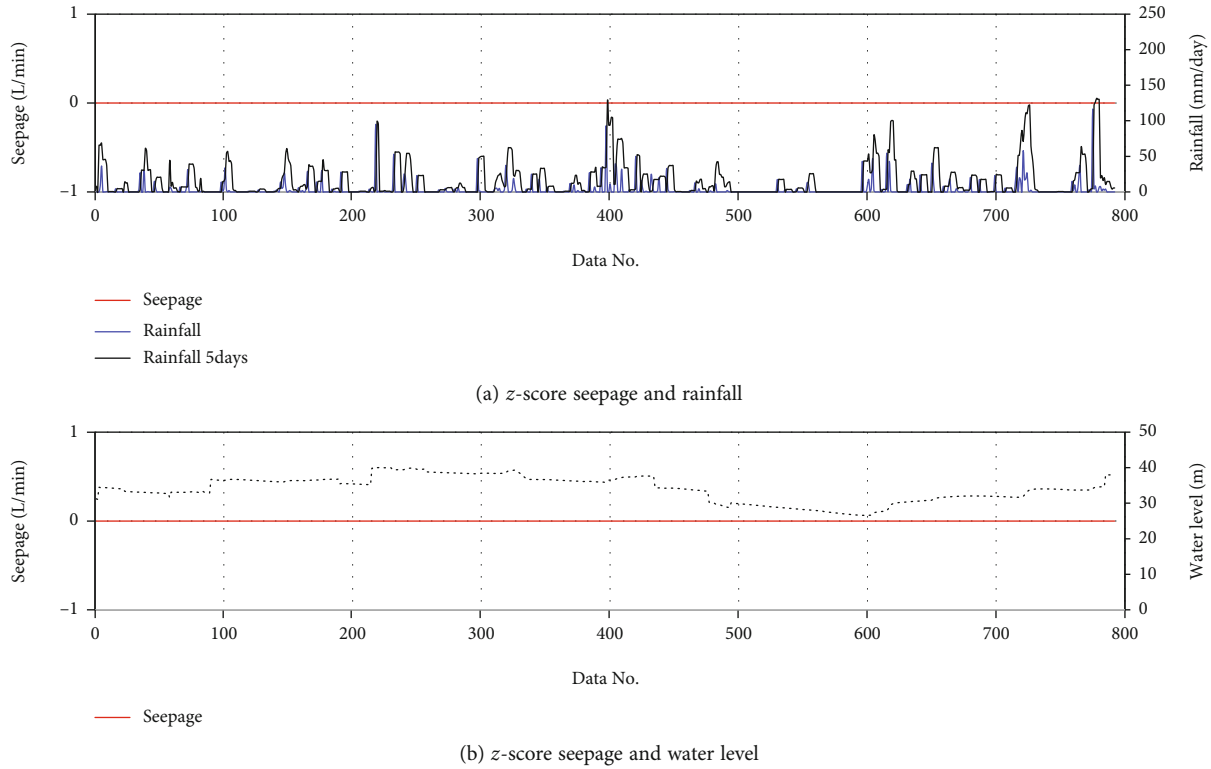 1
0
−1
Seepage (L/min)
250
200
150
100
50
0
Rainfall (mm/day)
0 100 200 300 400 500 600 700 800
Data No.
Seepage
Rainfall
Rainfall 5days
(a) z-score seepage and rainfall
1
0
−1
Seepage (L/min)
50
40
30
20
10
0
Water level (m)
0 100 200 300 400 500 600 700 800
Data No.
Seepage
(b) z-score seepage and water level